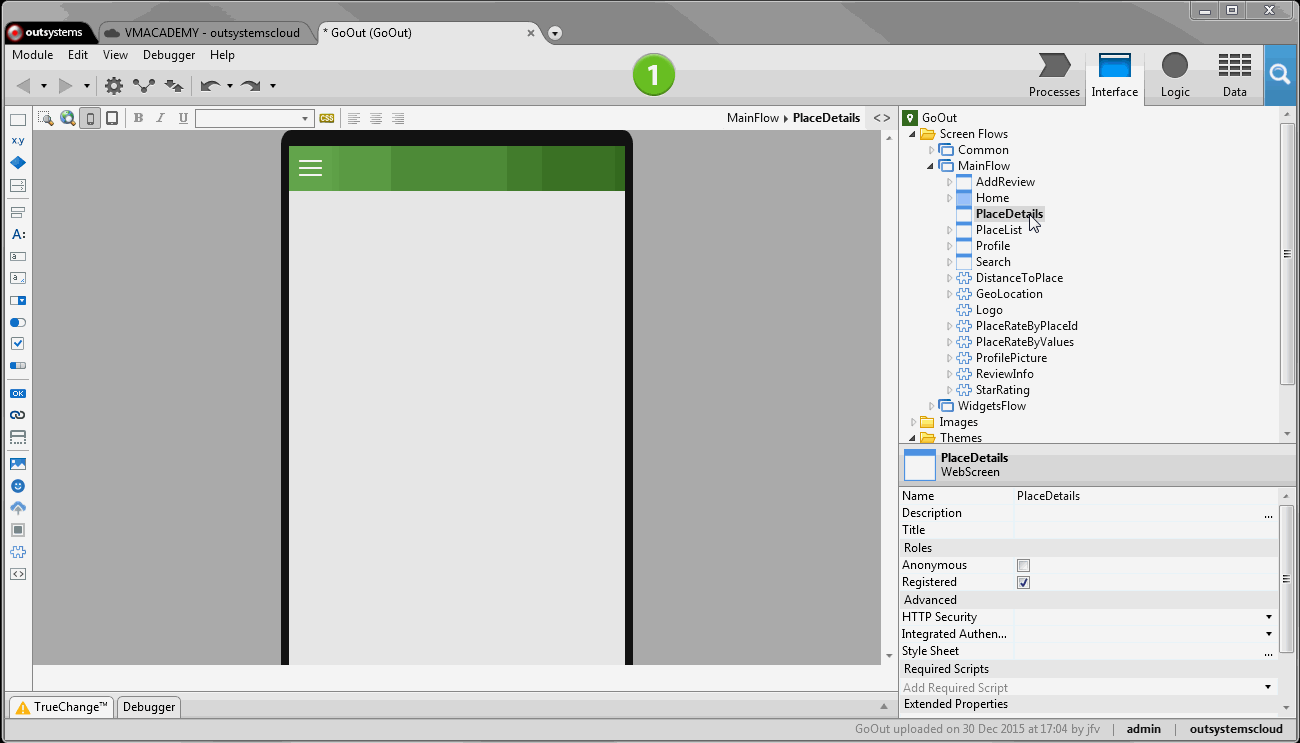 outsystems
VMACADEMY - outsystemscloud
* GoOut (GoOut)
Module Edit View Debugger Help
1
Processes Interface Logic Data
B I U
CSS
MainFlow PlaceDetails <>
x.y
A:
OK
GoOut
Screen Flows
Common
MainFlow
AddReview
Home
PlaceDetails
PlaceList
Profile
Search
DistanceToPlace
GeoLocation
Logo
PlaceRateByPlaceId
PlaceRateByValues
ProfilePicture
ReviewInfo
StarRating
WidgetsFlow
Images
Themes
PlaceDetails
WebScreen
Name PlaceDetails
Description ...
Title
Roles
Anonymous
Registered
Advanced
HTTP Security
Integrated Authen...
Style Sheet ...
Required Scripts
Add Required Script
Extended Properties
TrueChange™ Debugger
GoOut uploaded on 30 Dec 2015 at 17:04 by jfv | admin | outsystemscloud